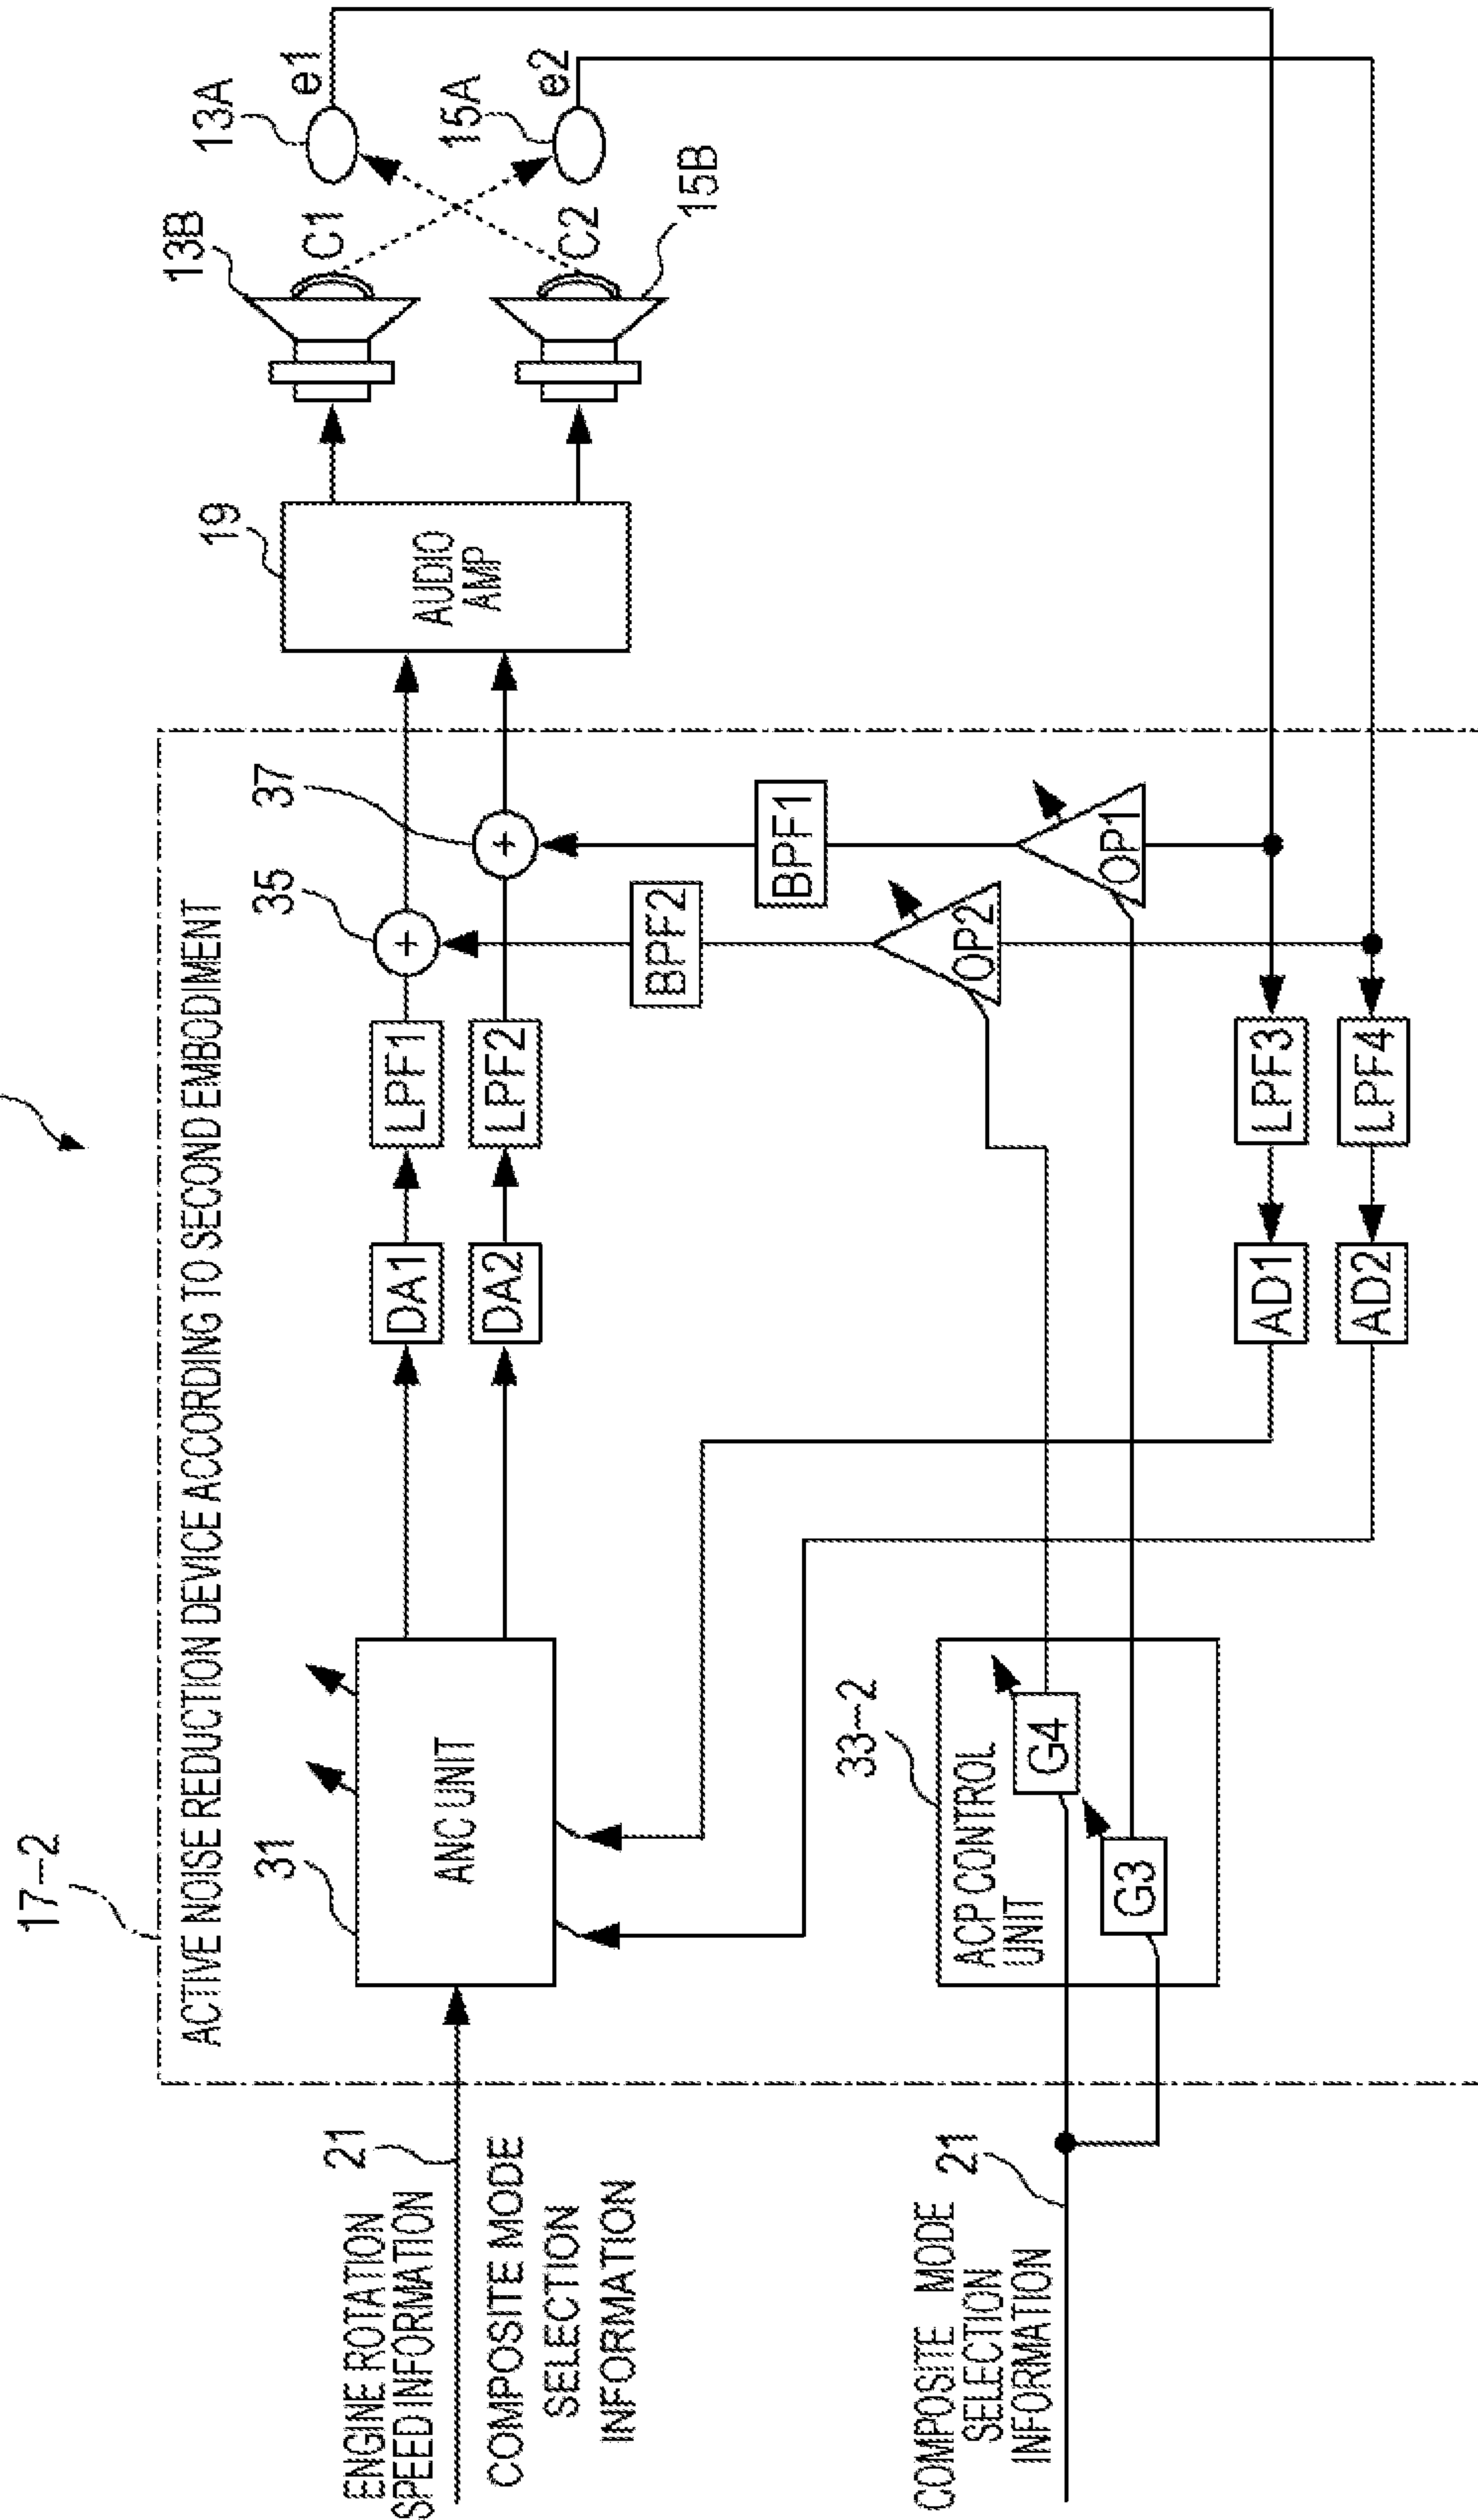 17-2
ACTIVE NOISE REDUCTION DEVICE ACCORDING TO SECOND EMBODIMENT
ENGINE ROTATION
SPEED INFORMATION
21
COMPOSITE MODE
SELECTION
INFORMATION
31
ANC UNIT
DA1
LPF1
35
+
DA2
LPF2
37
+
19
AUDIO
AMP
13B
C1
13A
e1
15B
C2
15A
e2
BPF2
BPF1
OP2
OP1
COMPOSITE MODE
SELECTION
INFORMATION
21
33-2
ACP CONTROL
UNIT
G4
G3
AD1
LPF3
AD2
LPF4